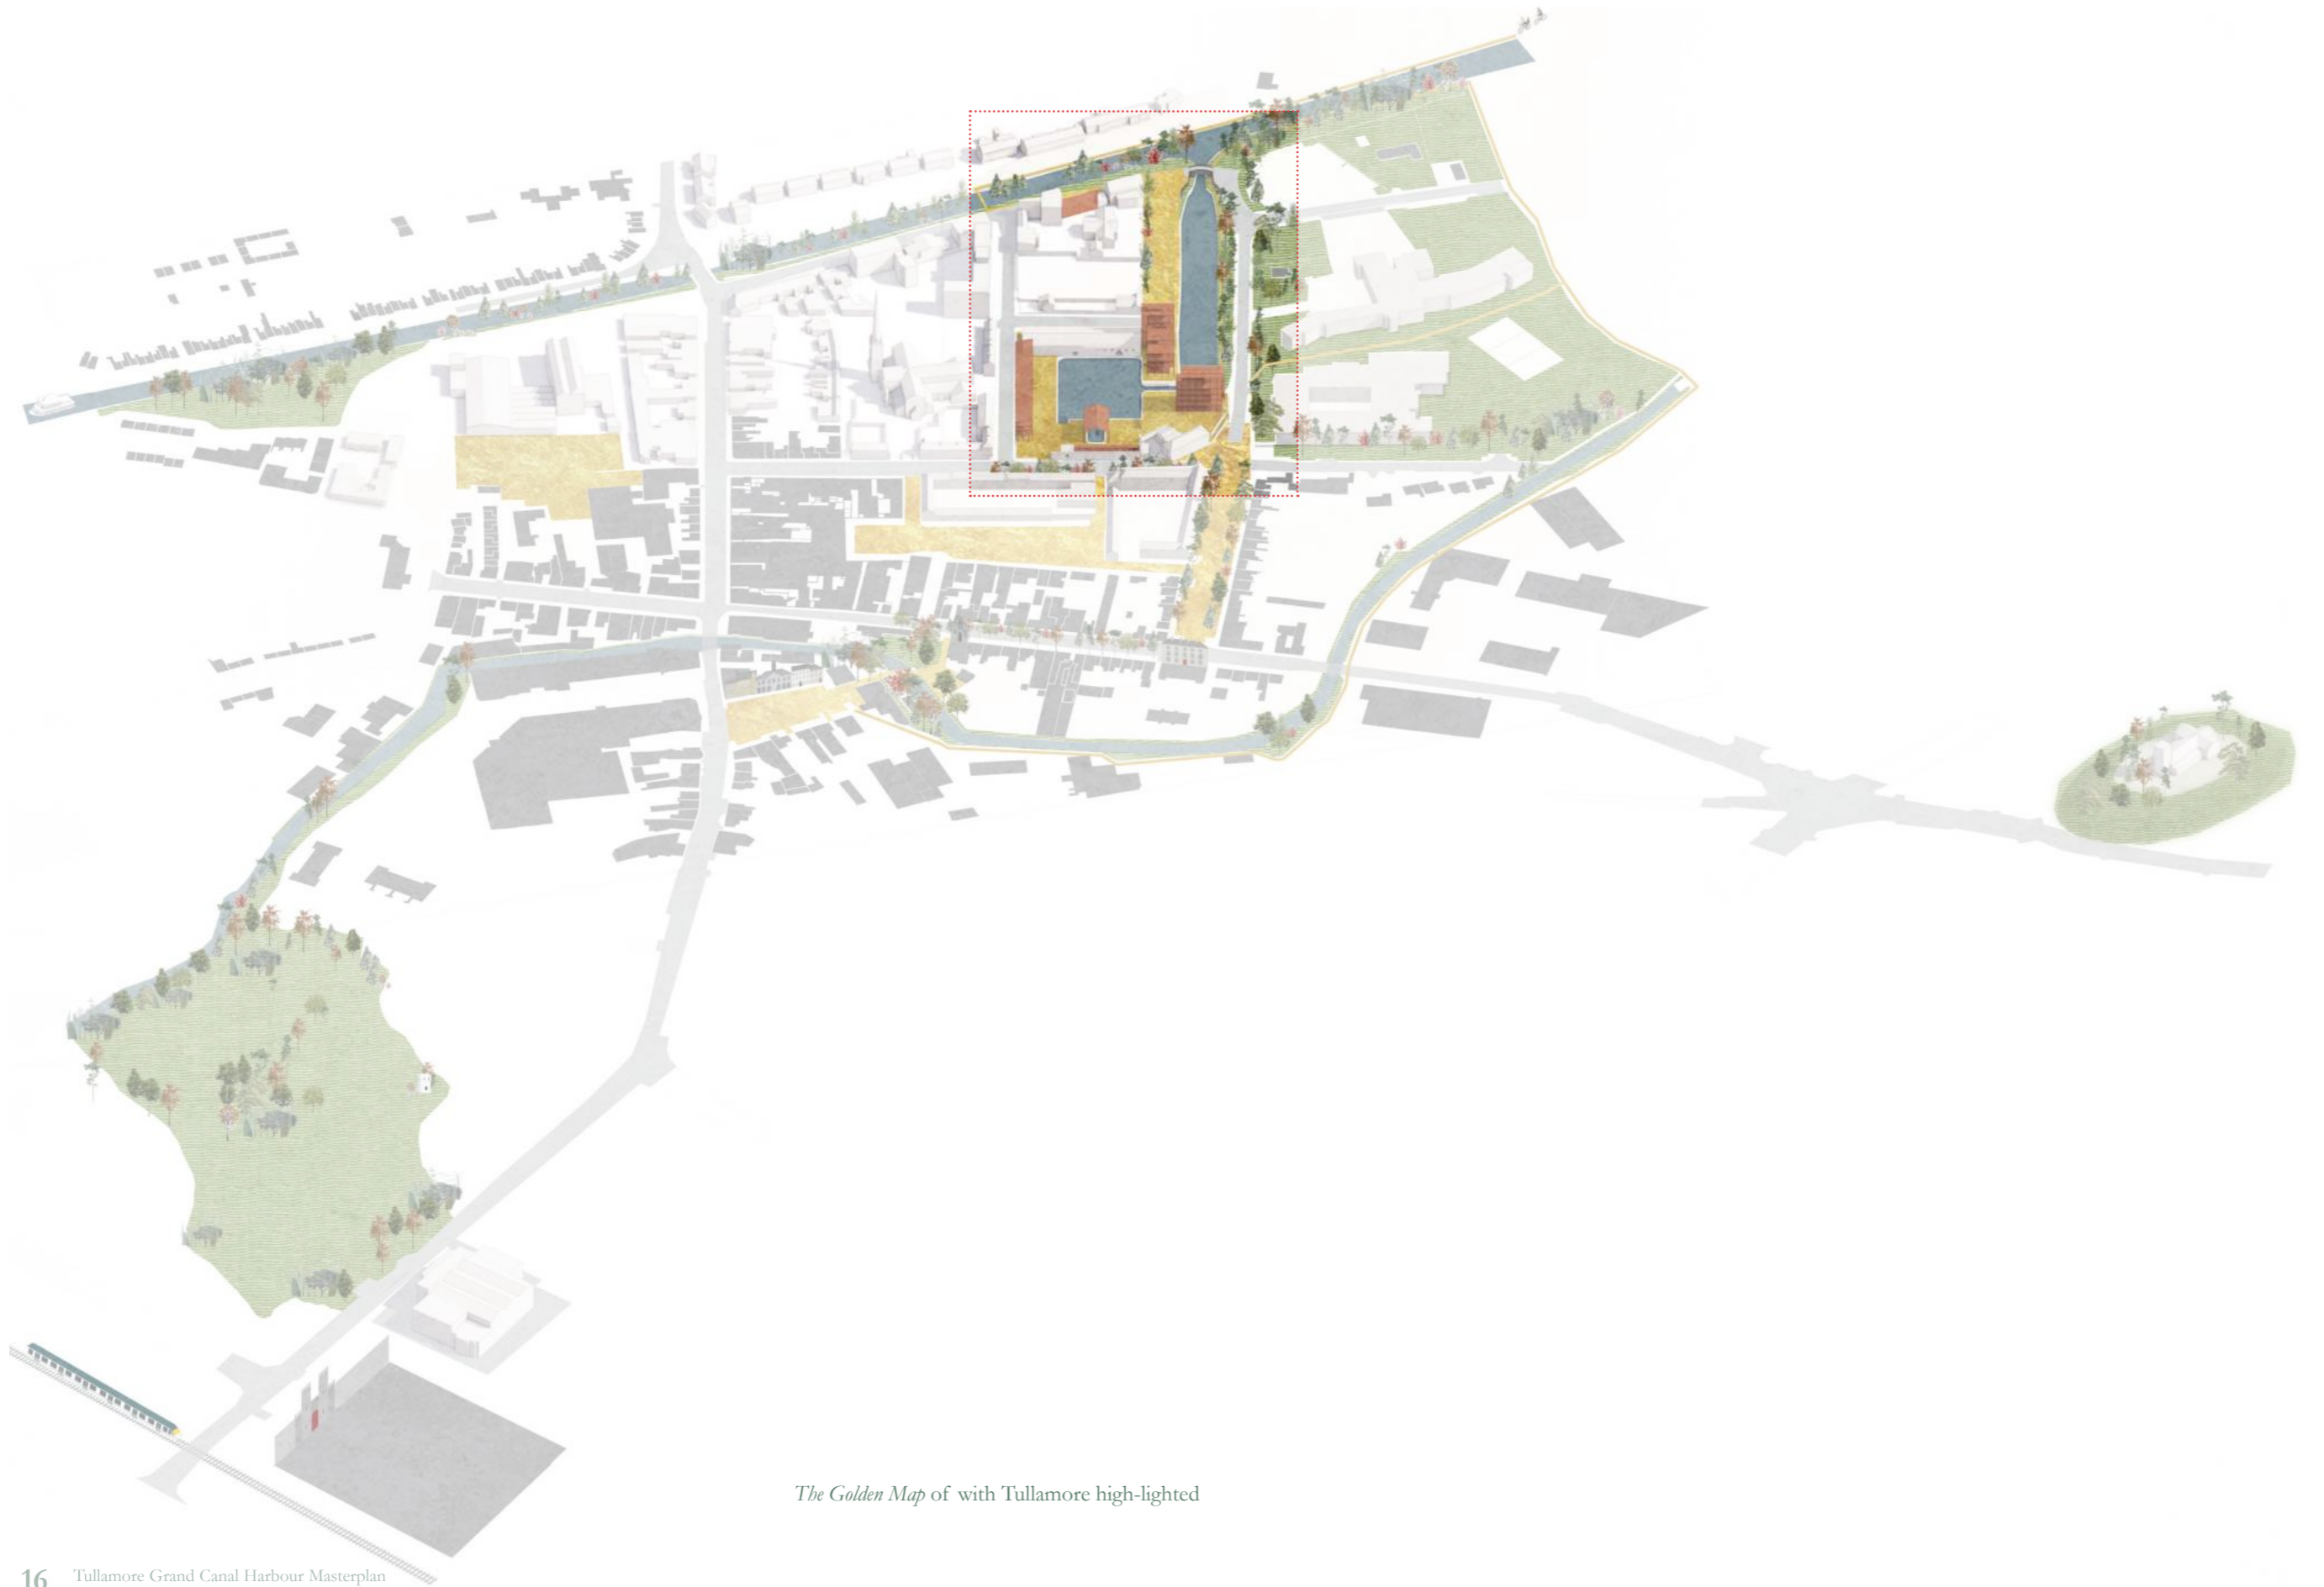 The Golden Map of with Tullamore high-lighted
16 Tullamore Grand Canal Harbour Masterplan